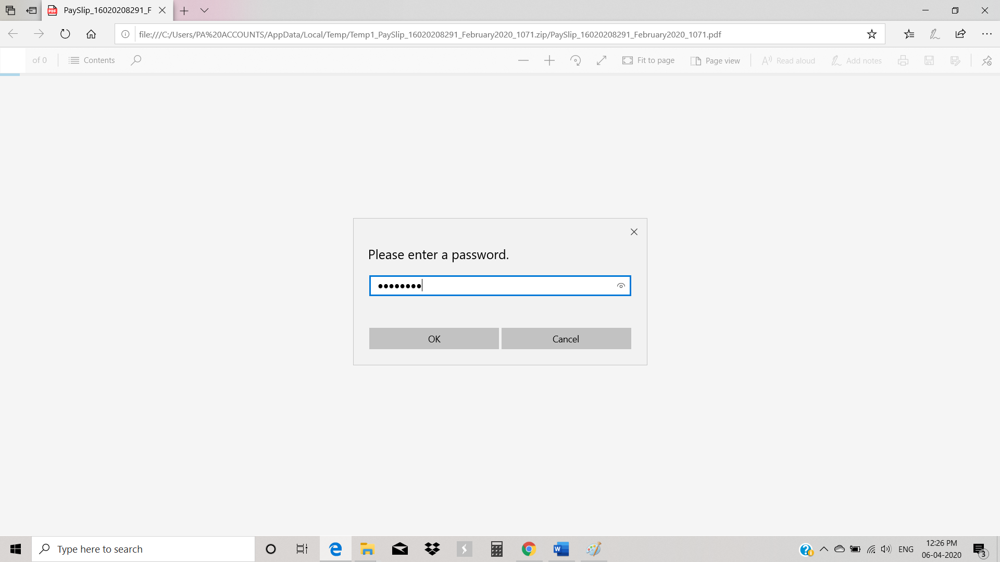 PaySlip_16020208291_F
file:///C:/Users/PA%20ACCOUNTS/AppData/Local/Temp/Temp1_PaySlip_16020208291_February2020_1071.zip/PaySlip_16020208291_February2020_1071.pdf
of 0 Contents Fit to page Page view Read aloud Add notes
Please enter a password.
OK Cancel
Type here to search
ENG
12:26 PM
06-04-2020
3